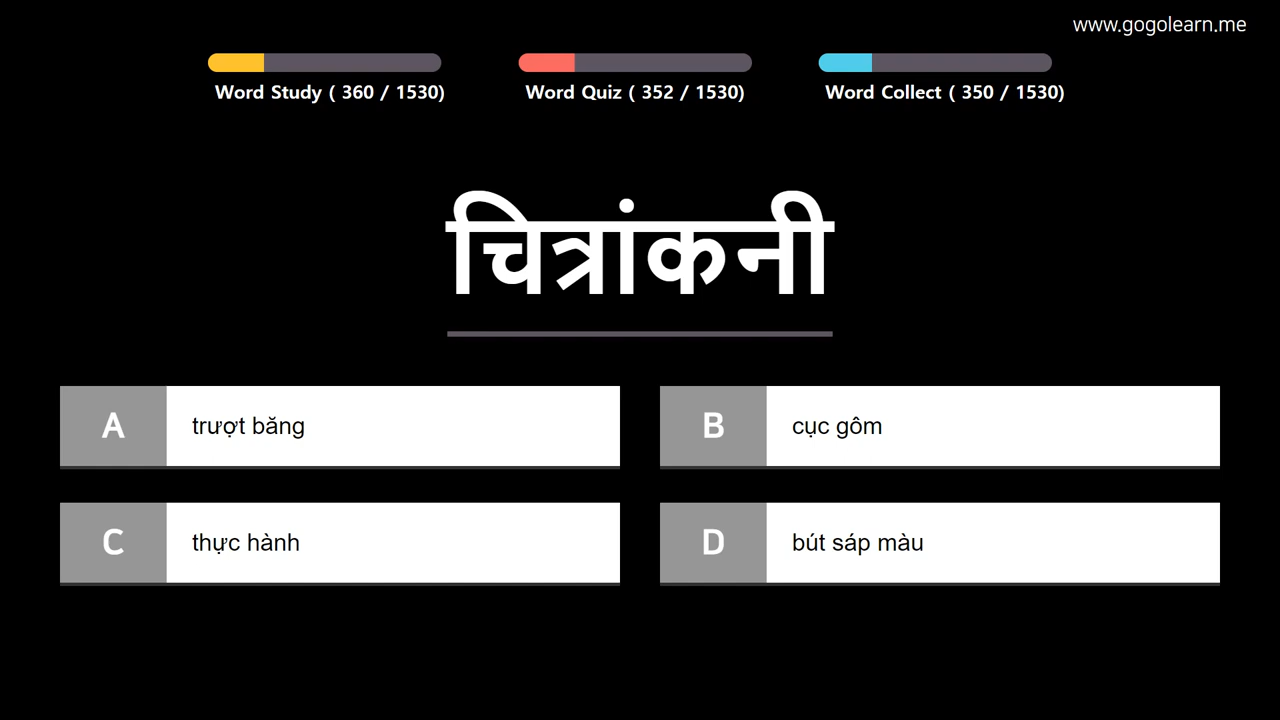 www.gogolearn.me
Word Study ( 360 / 1530)
Word Quiz ( 352 / 1530)
Word Collect ( 350 / 1530)
चित्रांकनी
A trượt băng
B cục gôm
C thực hành
D bút sáp màu